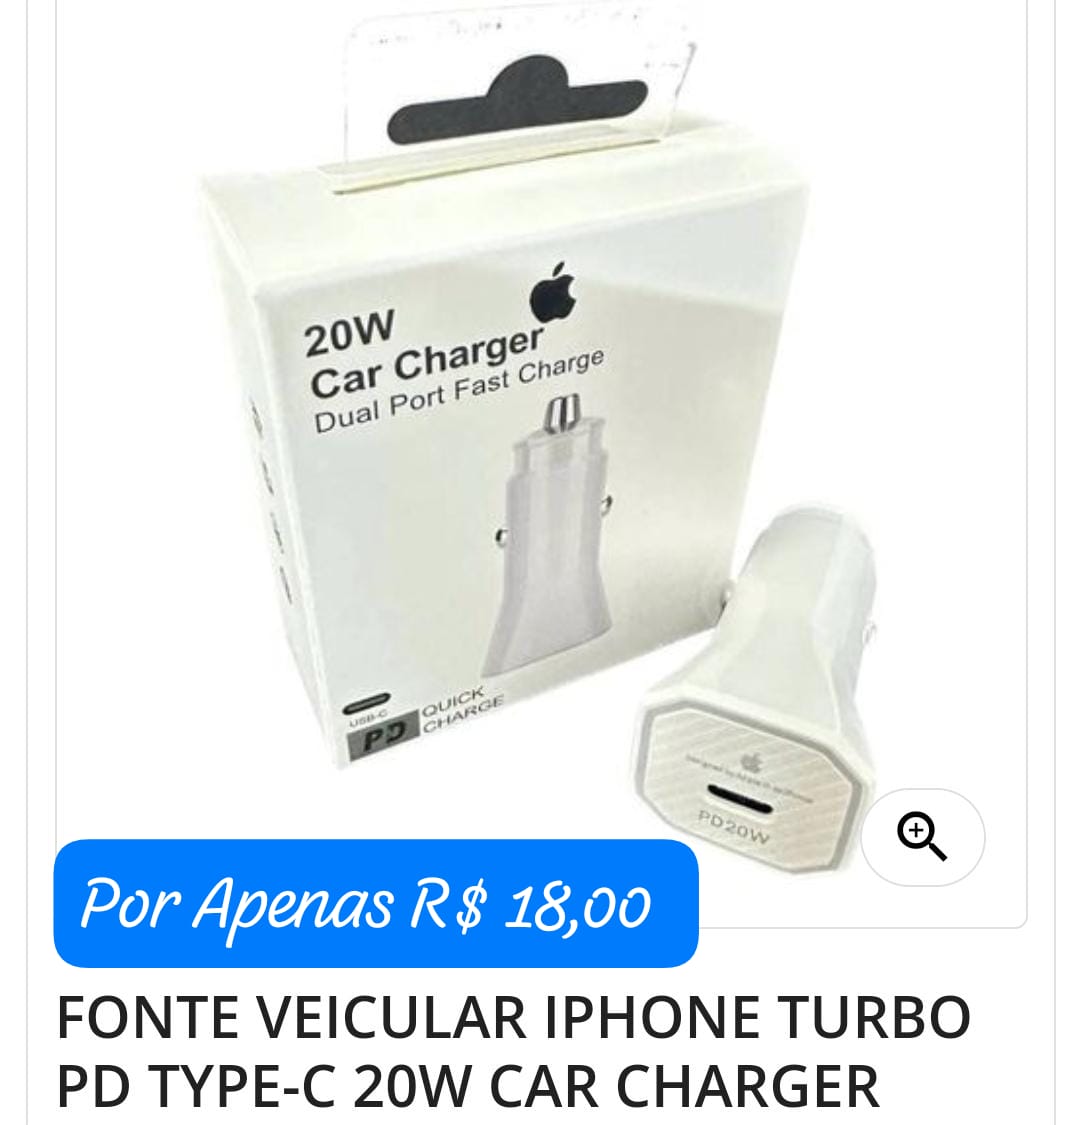 20W
Car Charger
Dual Port Fast Charge
USB-C
PD
QUICK
CHARGE
PD20W
Por Apenas R$ 18,00
FONTE VEICULAR IPHONE TURBO
PD TYPE-C 20W CAR CHARGER